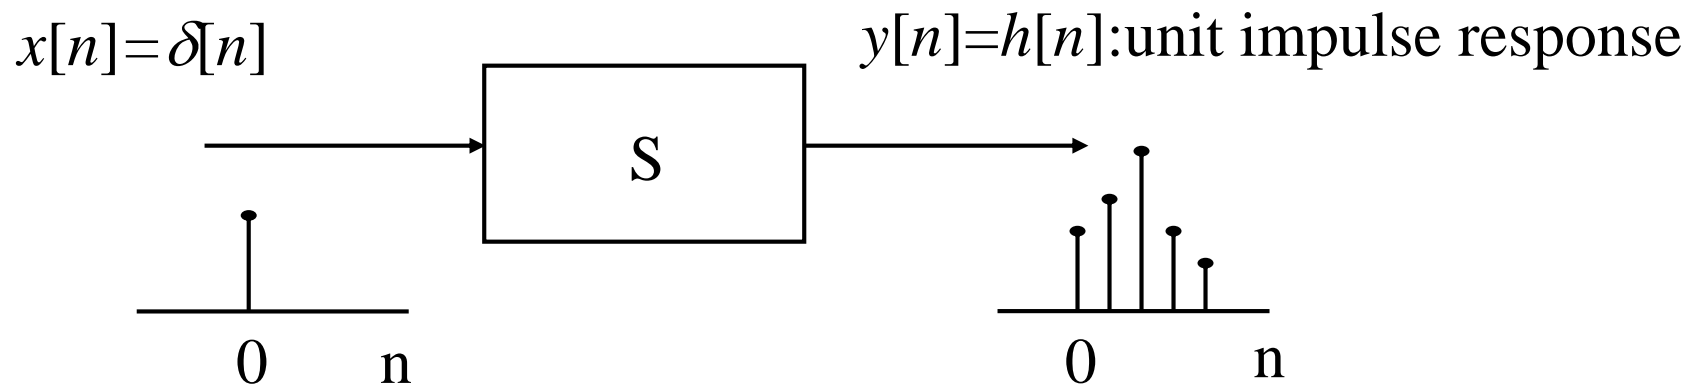 x[n]=δ[n]
y[n]=h[n]:unit impulse response
S
0 n
0 n